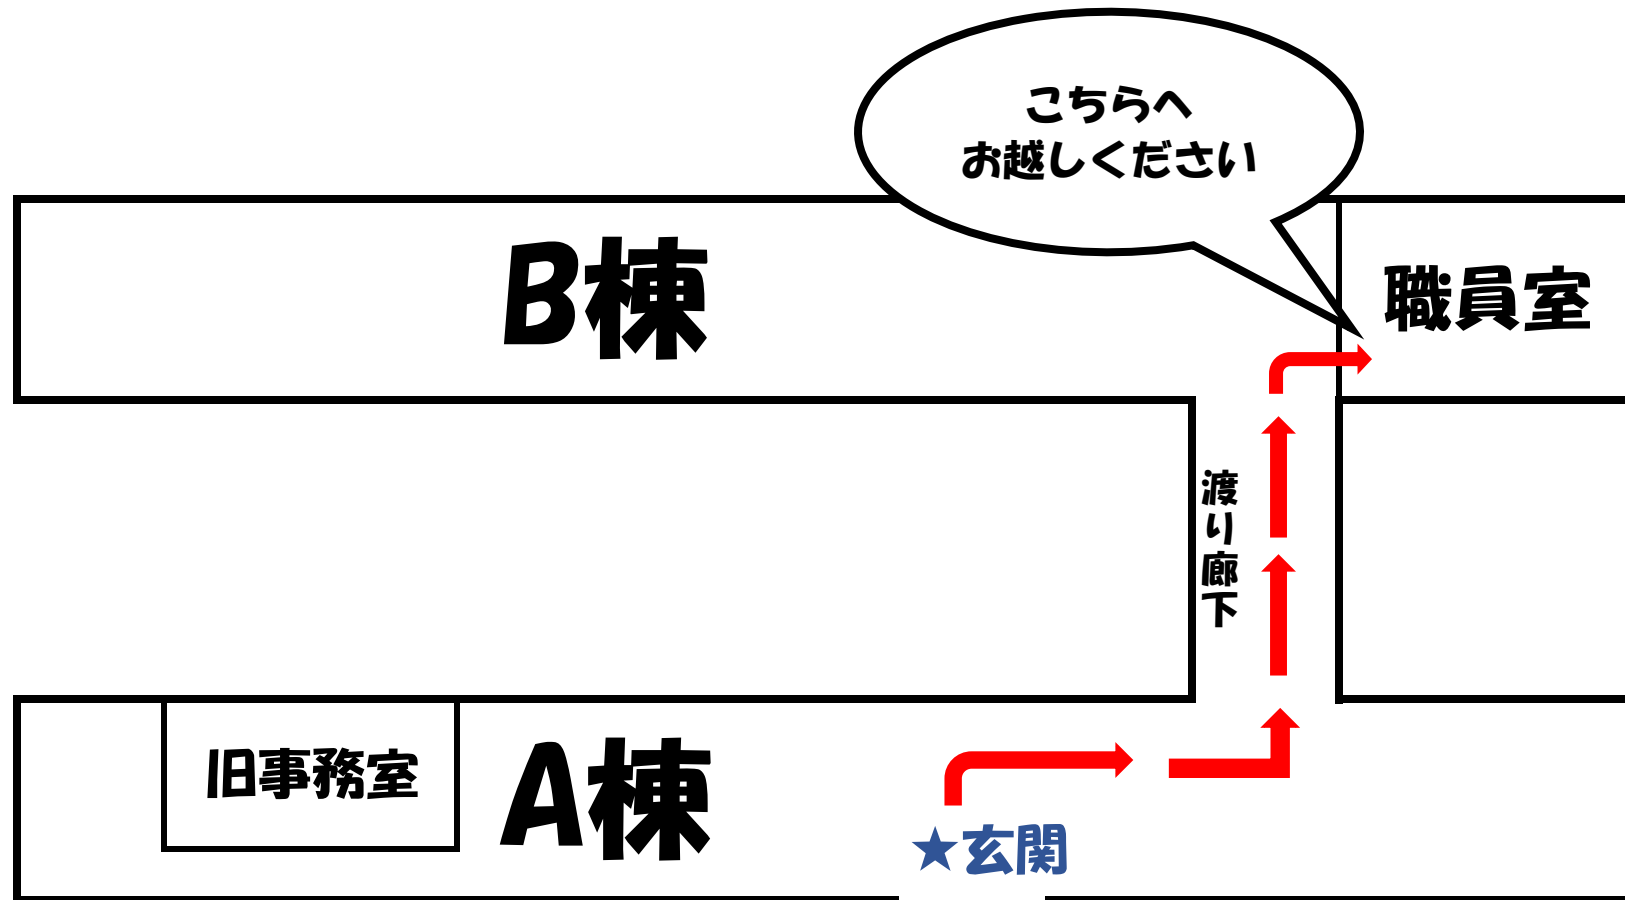 こちらへ
お越しください
B棟
職員室
渡り廊下
旧事務室
A棟
★玄関